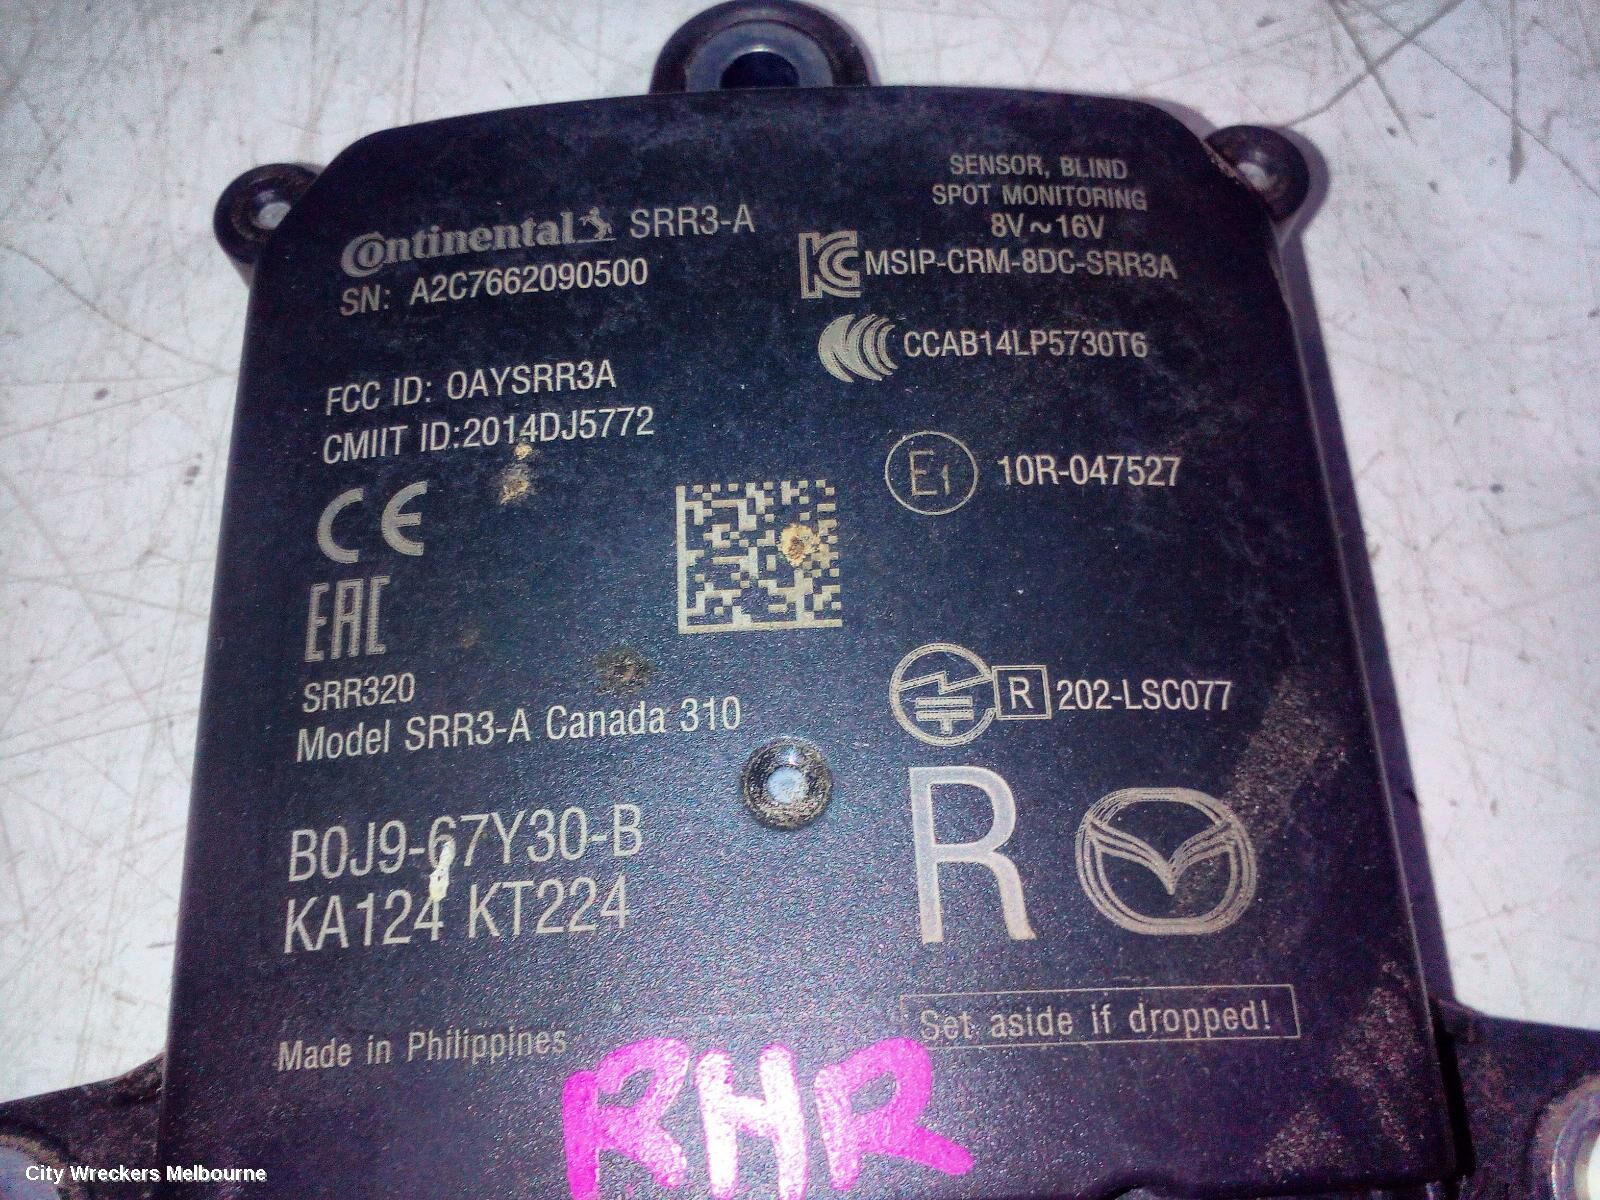 Continental SRR3-A
SN: A2C7662090500
SENSOR, BLIND
SPOT MONITORING
8V~16V
MSIP-CRM-8DC-SRR3A
CCAB14LP5730T6
FCC ID: OAYSRR3A
CMIIT ID:2014DJ5772
E1 10R-047527
CE
EAC
SRR320
Model SRR3-A Canada 310
R 202-LSC077
B0J9-67Y30-B
KA124 KT224
R
Made in Philippines
Set aside if dropped!
RHR
City Wreckers Melbourne